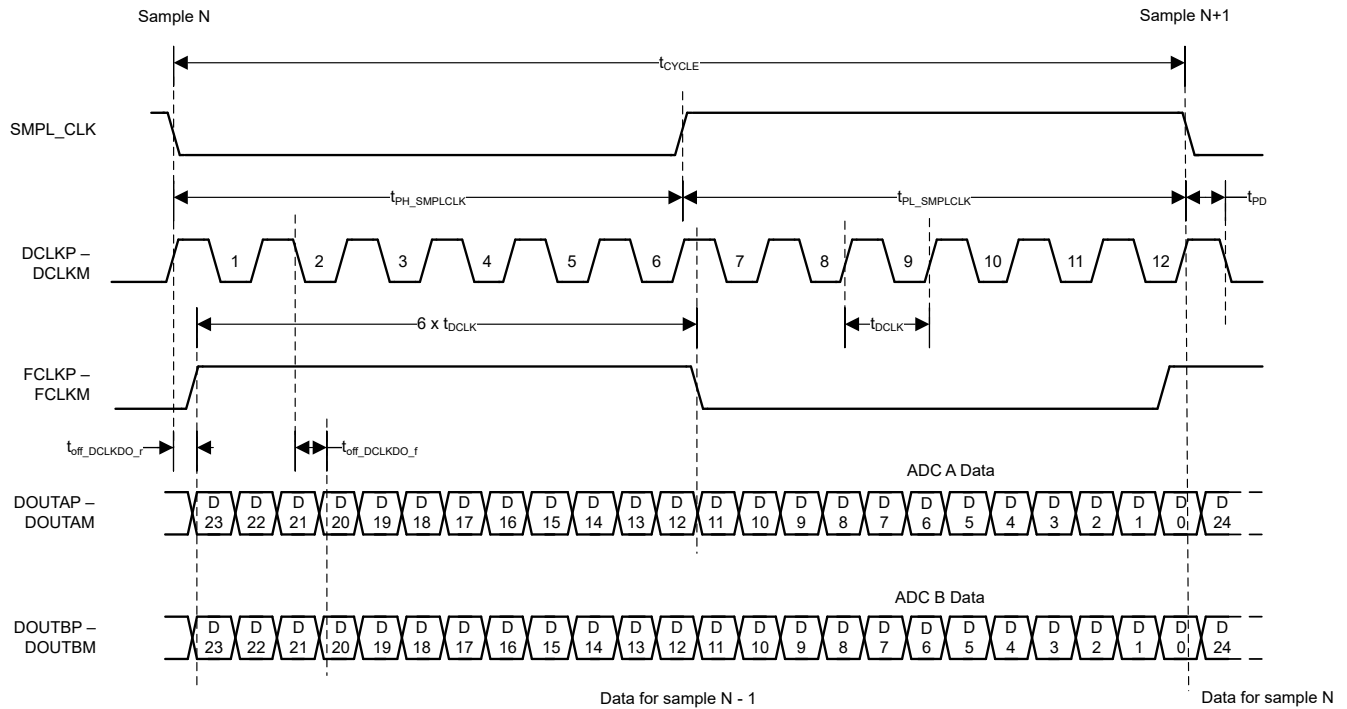 Sample N
Sample N+1
tCYCLE
SMPL_CLK
tPH_SMPLCLK
tPL_SMPLCLK
tPD
DCLKP –
DCLKM
1 2 3 4 5 6 7 8 9 10 11 12
6 x tDCLK
tDCLK
FCLKP –
FCLKM
toff_DCLKDO_r
toff_DCLKDO_f
ADC A Data
DOUTAP –
DOUTAM
D D D D D D D D D D D D D D D D D D D D D D D D D
23 22 21 20 19 18 17 16 15 14 13 12 11 10 9 8 7 6 5 4 3 2 1 0 24
ADC B Data
DOUTBP –
DOUTBM
D D D D D D D D D D D D D D D D D D D D D D D D D
23 22 21 20 19 18 17 16 15 14 13 12 11 10 9 8 7 6 5 4 3 2 1 0 24
Data for sample N - 1
Data for sample N